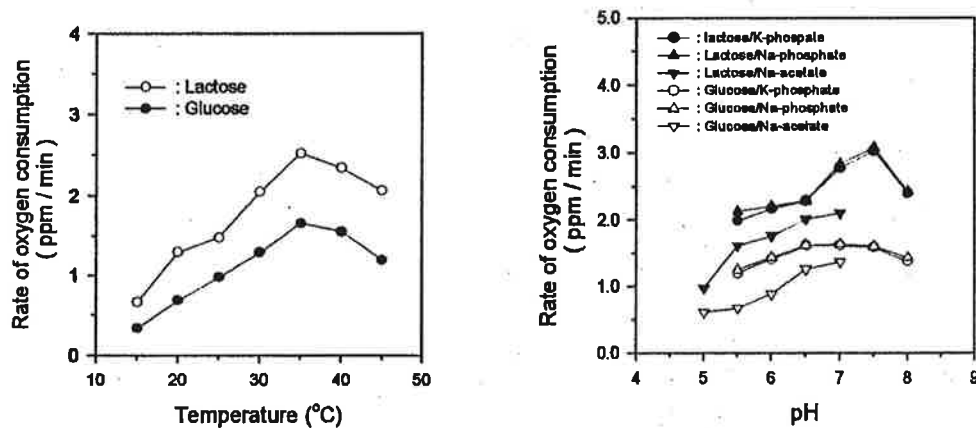 4
3
2
1
0
10
20
30
40
50
Rate of oxygen consumption
( ppm / min )
Temperature (°C)
: Lactose
: Glucose
5.0
4.0
3.0
2.0
1.0
0.0
4
5
6
7
8
9
Rate of oxygen consumption
( ppm / min )
pH
: lactose/K-phospate
: Lactose/Na-phosphate
: Lactose/Na-acetate
: Glucose/K-phosphate
: Glucose/Na-phosphate
: Glucose/Na-acetate